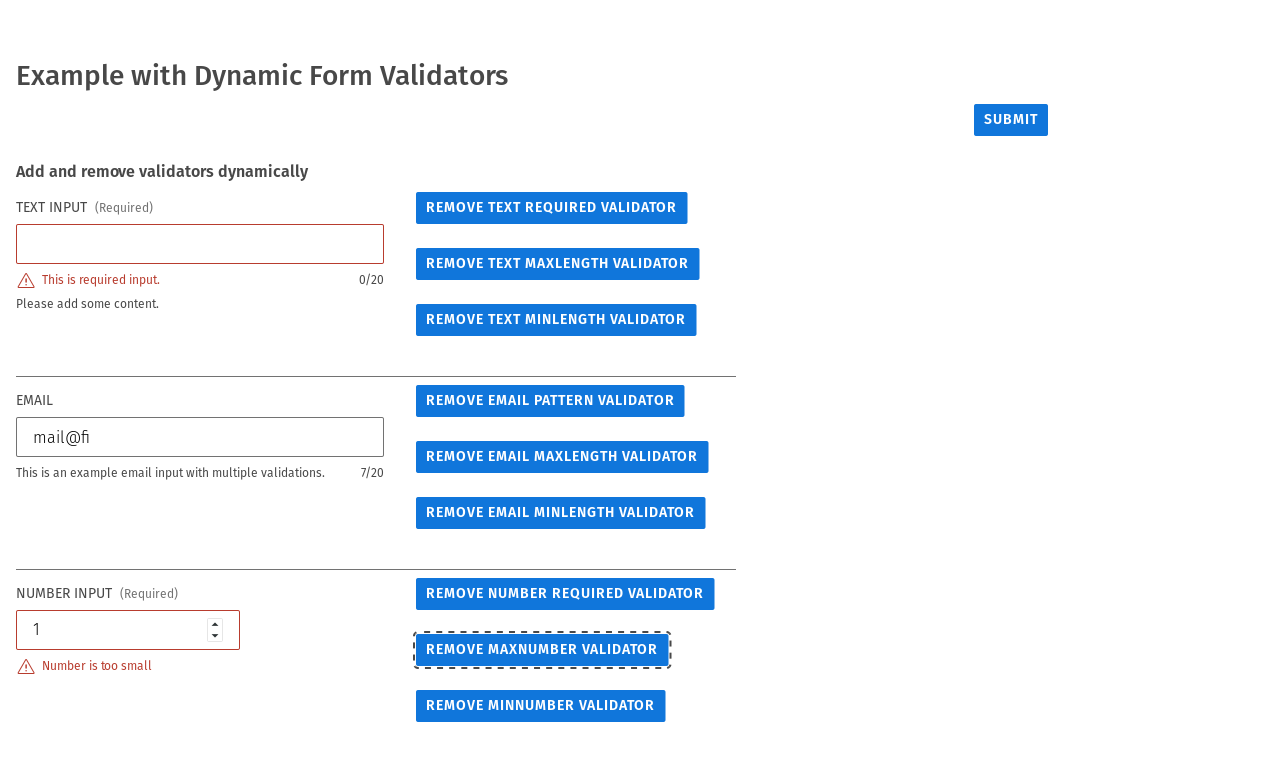 Example with Dynamic Form Validators
SUBMIT
Add and remove validators dynamically
TEXT INPUT (Required)
REMOVE TEXT REQUIRED VALIDATOR
REMOVE TEXT MAXLENGTH VALIDATOR
This is required input. 0/20
Please add some content.
REMOVE TEXT MINLENGTH VALIDATOR
EMAIL
REMOVE EMAIL PATTERN VALIDATOR
mail@fi
REMOVE EMAIL MAXLENGTH VALIDATOR
This is an example email input with multiple validations. 7/20
REMOVE EMAIL MINLENGTH VALIDATOR
NUMBER INPUT (Required)
REMOVE NUMBER REQUIRED VALIDATOR
1
REMOVE MAXNUMBER VALIDATOR
Number is too small
REMOVE MINNUMBER VALIDATOR